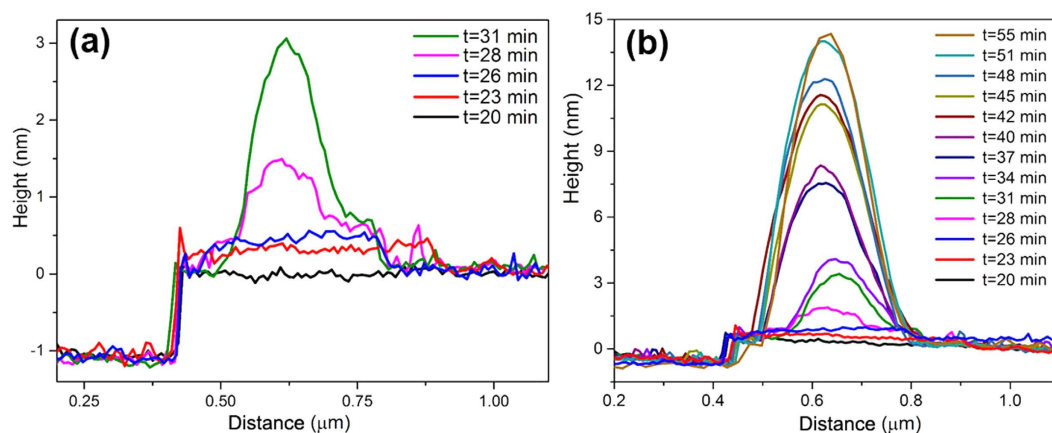 (a)
t=31 min
t=28 min
t=26 min
t=23 min
t=20 min
Height (nm)
3
2
1
0
-1
0.25
0.50
0.75
1.00
Distance (μm)
(b)
t=55 min
t=51 min
t=48 min
t=45 min
t=42 min
t=40 min
t=37 min
t=34 min
t=31 min
t=28 min
t=26 min
t=23 min
t=20 min
Height (nm)
15
12
9
6
3
0
0.2
0.4
0.6
0.8
1.0
Distance (μm)